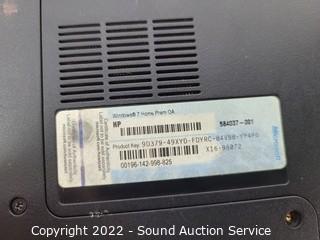 Windows® 7 Home Prem OA
HP
584037-001
Product Key:
X16-96072
00196-142-998-825
Microsoft
Copyright © 2022 - Sound Auction Service